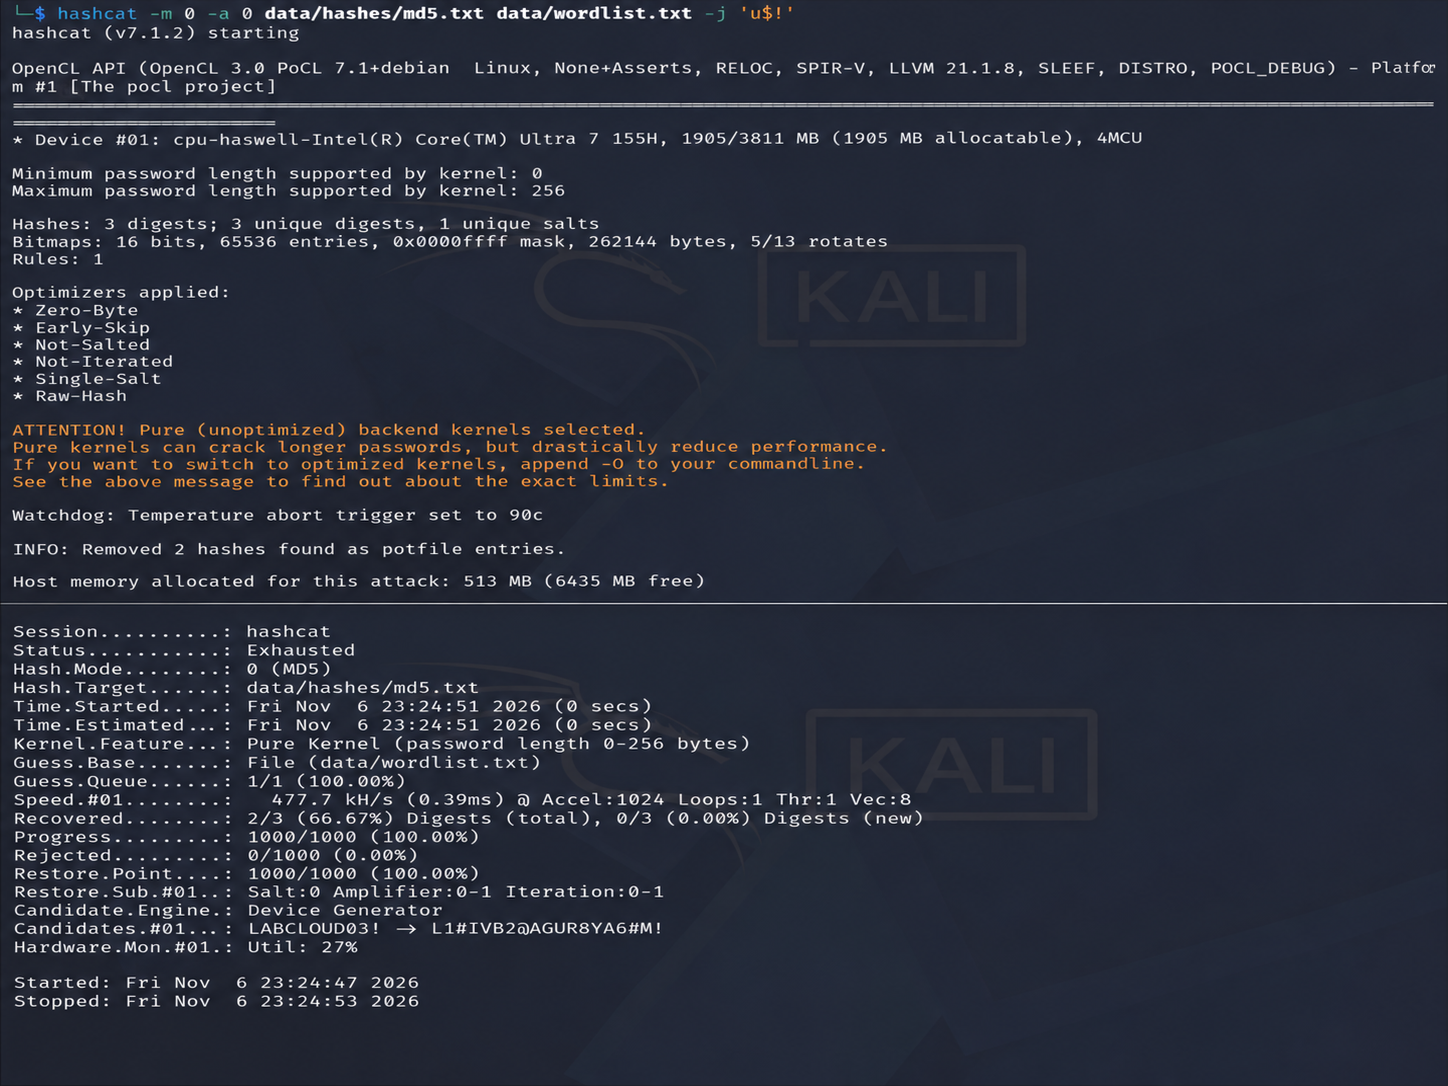 └─$ hashcat -m 0 -a 0 data/hashes/md5.txt data/wordlist.txt -j 'u$!'
hashcat (v7.1.2) starting
OpenCL API (OpenCL 3.0 PoCL 7.1+debian  Linux, None+Asserts, RELOC, SPIR-V, LLVM 21.1.8, SLEEF, DISTRO, POCL_DEBUG) - Platfor
m #1 [The pocl project]
* Device #01: cpu-haswell-Intel(R) Core(TM) Ultra 7 155H, 1905/3811 MB (1905 MB allocatable), 4MCU
Minimum password length supported by kernel: 0
Maximum password length supported by kernel: 256
Hashes: 3 digests; 3 unique digests, 1 unique salts
Bitmaps: 16 bits, 65536 entries, 0x0000ffff mask, 262144 bytes, 5/13 rotates
Rules: 1
Optimizers applied:
* Zero-Byte
* Early-Skip
* Not-Salted
* Not-Iterated
* Single-Salt
* Raw-Hash
KALI
ATTENTION! Pure (unoptimized) backend kernels selected.
Pure kernels can crack longer passwords, but drastically reduce performance.
If you want to switch to optimized kernels, append -O to your commandline.
See the above message to find out about the exact limits.
Watchdog: Temperature abort trigger set to 90c
INFO: Removed 2 hashes found as potfile entries.
Host memory allocated for this attack: 513 MB (6435 MB free)
Session..........: hashcat
Status...........: Exhausted
Hash.Mode........: 0 (MD5)
Hash.Target......: data/hashes/md5.txt
Time.Started.....: Fri Nov  6 23:24:51 2026 (0 secs)
Time.Estimated...: Fri Nov  6 23:24:51 2026 (0 secs)
Kernel.Feature...: Pure Kernel (password length 0-256 bytes)
Guess.Base.......: File (data/wordlist.txt)
Guess.Queue......: 1/1 (100.00%)
Speed.#01........:   477.7 kH/s (0.39ms) @ Accel:1024 Loops:1 Thr:1 Vec:8
Recovered........: 2/3 (66.67%) Digests (total), 0/3 (0.00%) Digests (new)
Progress.........: 1000/1000 (100.00%)
Rejected.........: 0/1000 (0.00%)
Restore.Point....: 1000/1000 (100.00%)
Restore.Sub.#01..: Salt:0 Amplifier:0-1 Iteration:0-1
Candidate.Engine.: Device Generator
Candidates.#01...: LABCLOUD03! → L1#IVB2@AGUR8YA6#M!
Hardware.Mon.#01.: Util: 27%
KALI
Started: Fri Nov  6 23:24:47 2026
Stopped: Fri Nov  6 23:24:53 2026